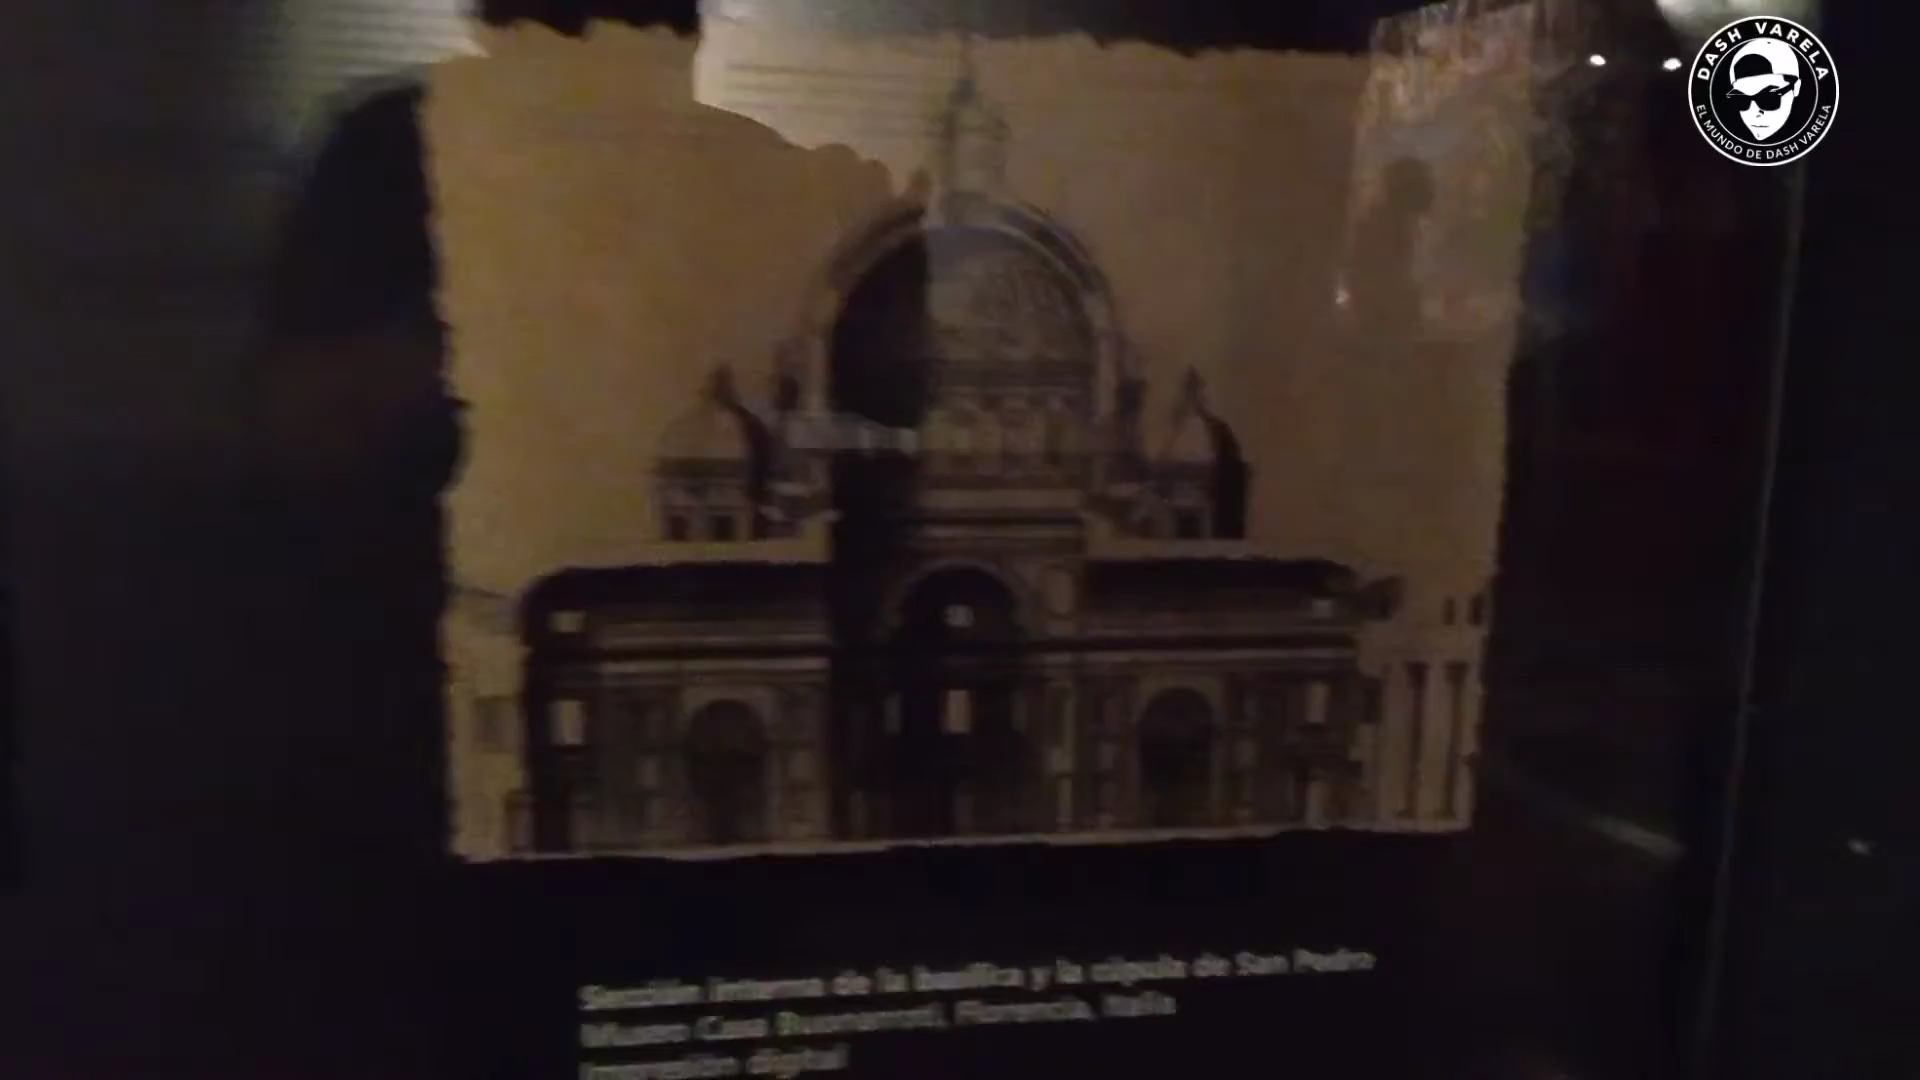 DASH VARELA
EL MUNDO DE DASH VARELA
Sección interna de la basílica y la cúpula de San Pedro
Museo Casa Buonarroti, Florencia, Italia
Impresión digital